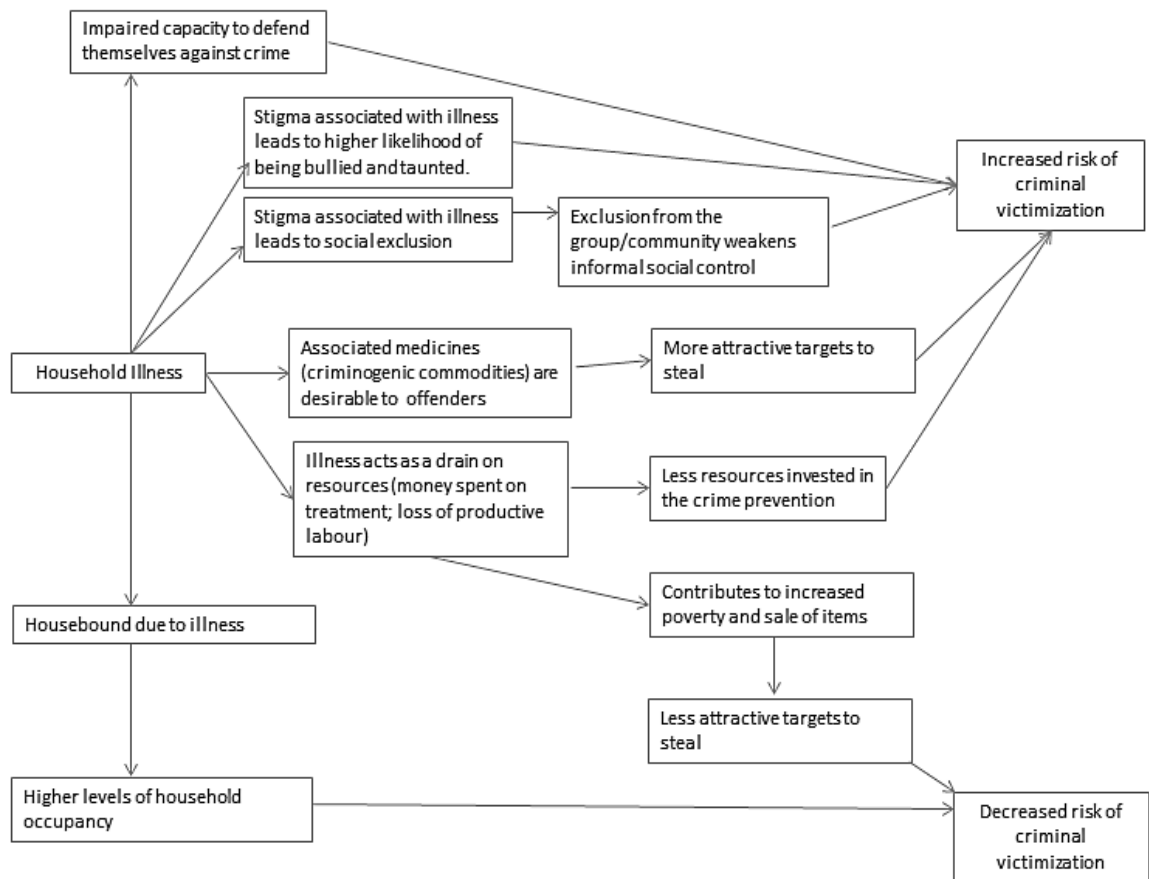 Impaired capacity to defend
themselves against crime
Stigma associated with illness
leads to higher likelihood of
being bullied and taunted.
Increased risk of
criminal
victimization
Stigma associated with illness
leads to social exclusion
Exclusion from the
group/community weakens
informal social control
Household Illness
Associated medicines
(criminogenic commodities) are
desirable to offenders
More attractive targets to
steal
Illness acts as a drain on
resources (money spent on
treatment; loss of productive
labour)
Less resources invested in
the crime prevention
Contributes to increased
poverty and sale of items
Housebound due to illness
Less attractive targets to
steal
Higher levels of household
occupancy
Decreased risk of
criminal
victimization